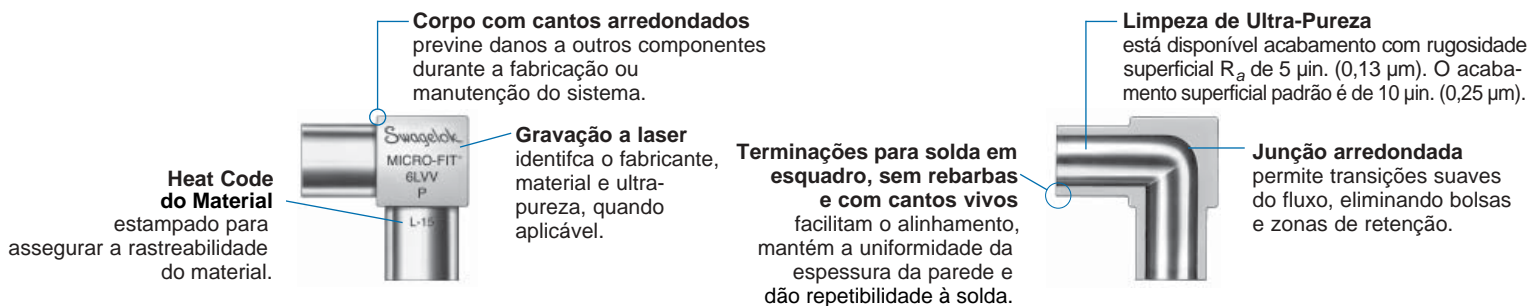 Corpo com cantos arredondados
previne danos a outros componentes
durante a fabricação ou
manutenção do sistema.
Swagelok
MICRO-FIT®
6LVV
P
L-15
Gravação a laser
identifca o fabricante,
material e ultra-
pureza, quando
aplicável.
Heat Code
do Material
estampado para
assegurar a rastreabilidade
do material.
Limpeza de Ultra-Pureza
está disponível acabamento com rugosidade
superficial Ra de 5 µin. (0,13 µm). O acaba-
mento superficial padrão é de 10 µin. (0,25 µm).
Terminações para solda em
esquadro, sem rebarbas
e com cantos vivos
facilitam o alinhamento,
mantém a uniformidade da
espessura da parede e
dão repetibilidade à solda.
Junção arredondada
permite transições suaves
do fluxo, eliminando bolsas
e zonas de retenção.